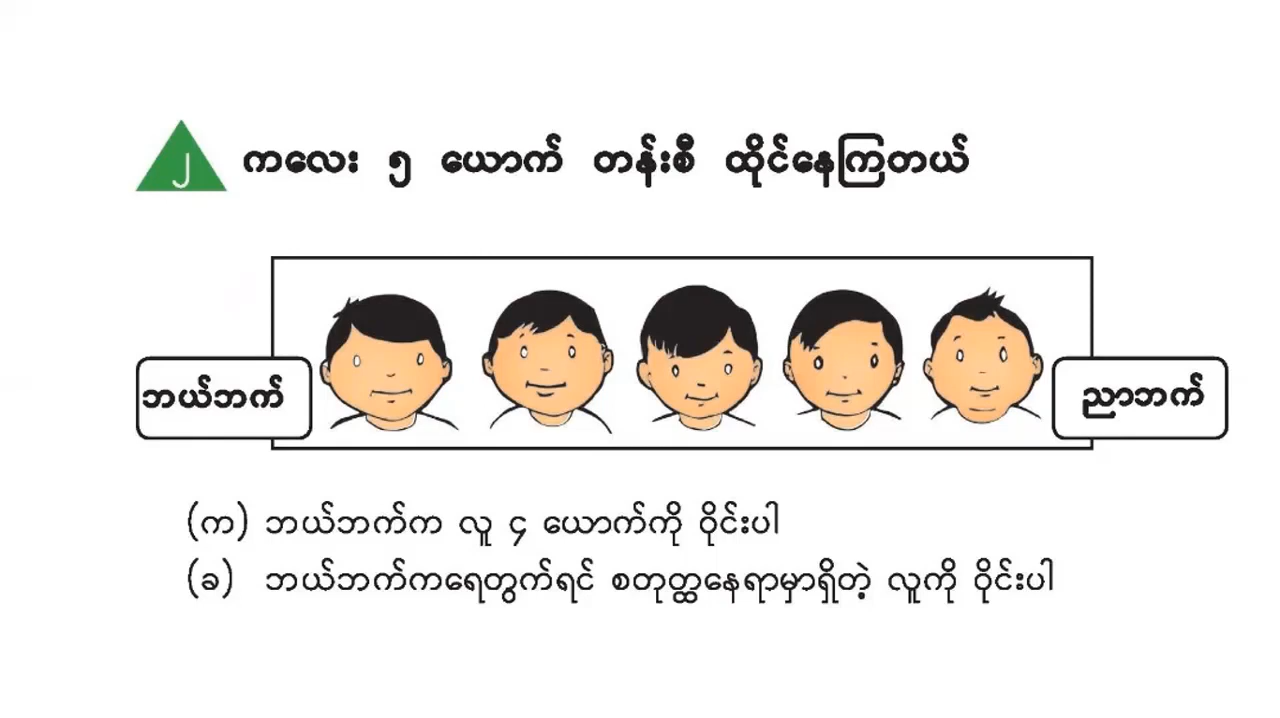 ၂ ကလေး ၅ ယောက် တန်းစီ ထိုင်နေကြတယ်
ဘယ်ဘက်
ညာဘက်
(က) ဘယ်ဘက်က လူ ၄ ယောက်ကို ဝိုင်းပါ
(ခ) ဘယ်ဘက်ကရေတွက်ရင် စတုတ္ထနေရာမှာရှိတဲ့ လူကို ဝိုင်းပါ